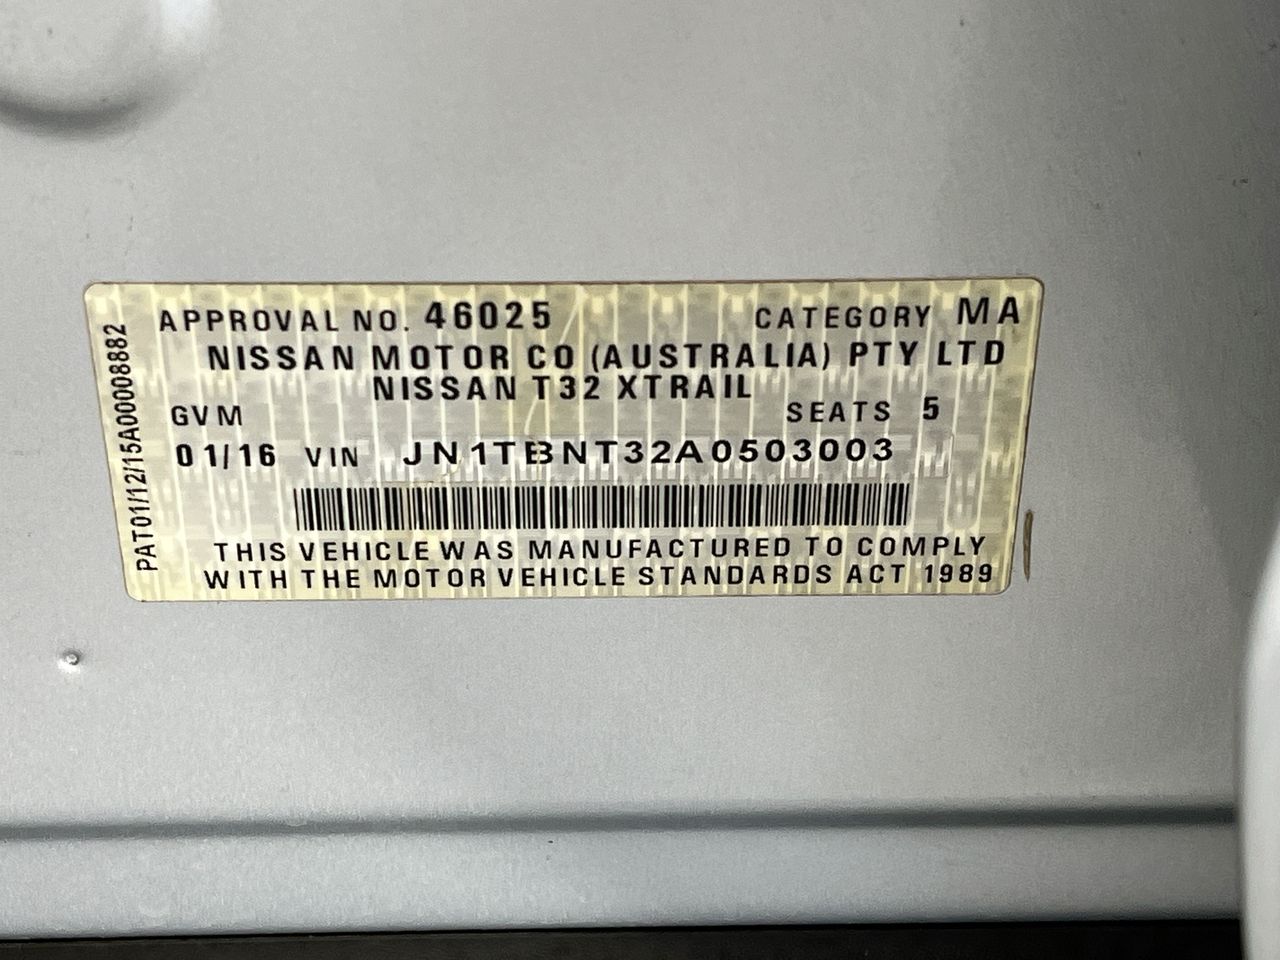 APPROVAL NO. 46025 CATEGORY MA
NISSAN MOTOR CO (AUSTRALIA) PTY LTD
NISSAN T32 XTRAIL
GVM SEATS 5
01/16 VIN JN1TBNT32A0503003
THIS VEHICLE WAS MANUFACTURED TO COMPLY
WITH THE MOTOR VEHICLE STANDARDS ACT 1989
PAT01/12/15A00008882